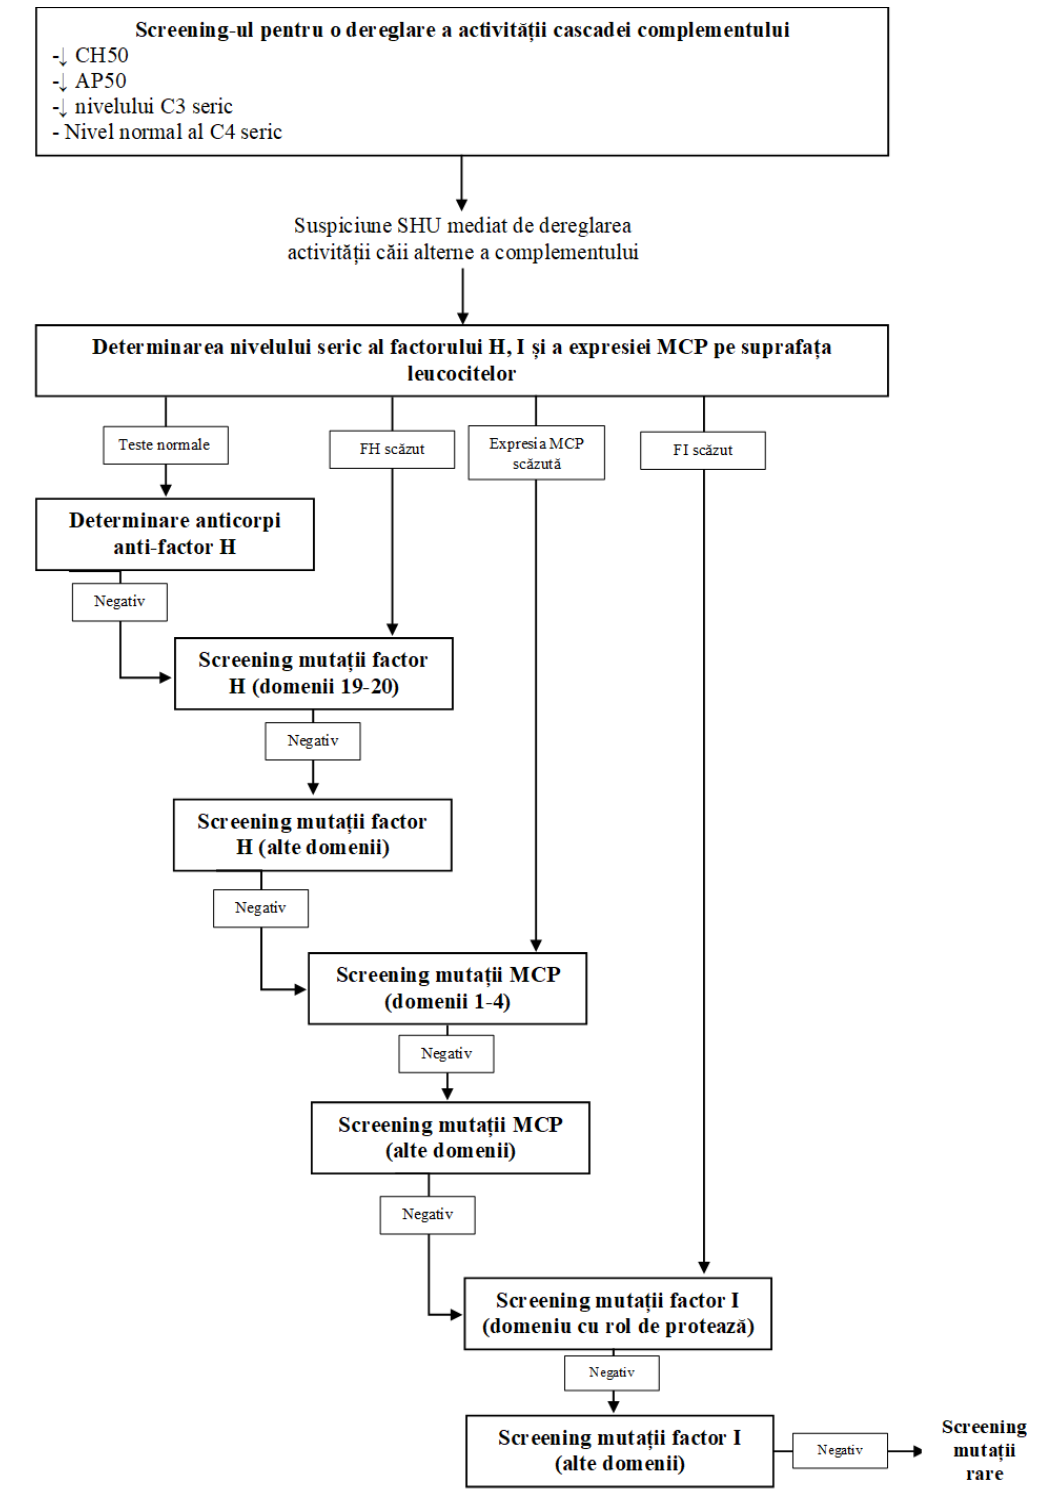 Screening-ul pentru o dereglare a activității cascadei complementului
-↓ CH50
-↓ AP50
-↓ nivelului C3 seric
- Nivel normal al C4 seric
Suspiciune SHU mediat de dereglarea
activității căii alterne a complementului
Determinarea nivelului seric al factorului H, I și a expresiei MCP pe suprafața
leucocitelor
Teste normale
FH scăzut
Expresia MCP
scăzută
FI scăzut
Determinare anticorpi
anti-factor H
Negativ
Screening mutații factor
H (domenii 19-20)
Negativ
Screening mutații factor
H (alte domenii)
Negativ
Screening mutații MCP
(domenii 1-4)
Negativ
Screening mutații MCP
(alte domenii)
Negativ
Screening mutații factor I
(domeniu cu rol de protează)
Negativ
Screening mutații factor I
(alte domenii)
Negativ
Screening
mutații
rare